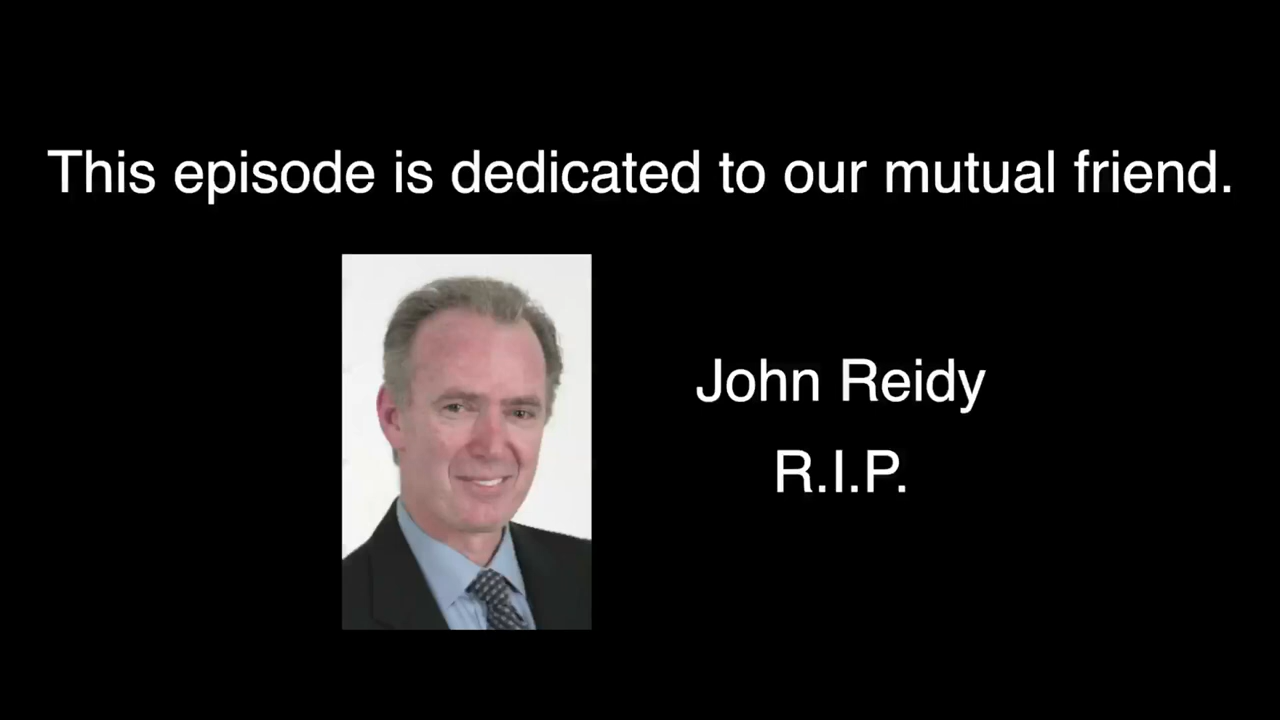 This episode is dedicated to our mutual friend.
John Reidy
R.I.P.